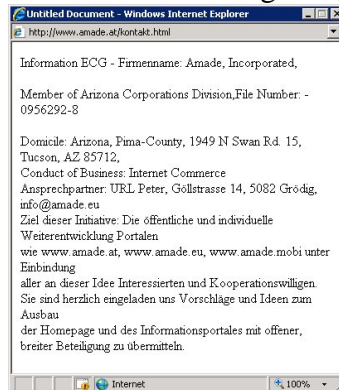 Untitled Document - Windows Internet Explorer
http://www.amade.at/kontakt.html
Information ECG - Firmenname: Amade, Incorporated,
Member of Arizona Corporations Division,File Number: -
0956292-8
Domicile: Arizona, Pima-County, 1949 N Swan Rd. 15,
Tucson, AZ 85712,
Conduct of Business: Internet Commerce
Ansprechpartner: URL Peter, Göllstrasse 14, 5082 Grödig,
info@amade.eu
Ziel dieser Initiative: Die öffentliche und individuelle
Weiterentwicklung Portalen
wie www.amade.at, www.amade.eu, www.amade.mobi unter
Einbindung
aller an dieser Idee Interessierten und Kooperationswilligen.
Sie sind herzlich eingeladen uns Vorschläge und Ideen zum
Ausbau
der Homepage und des Informationsportales mit offener,
breiter Beteiligung zu übermitteln.
Internet 100%